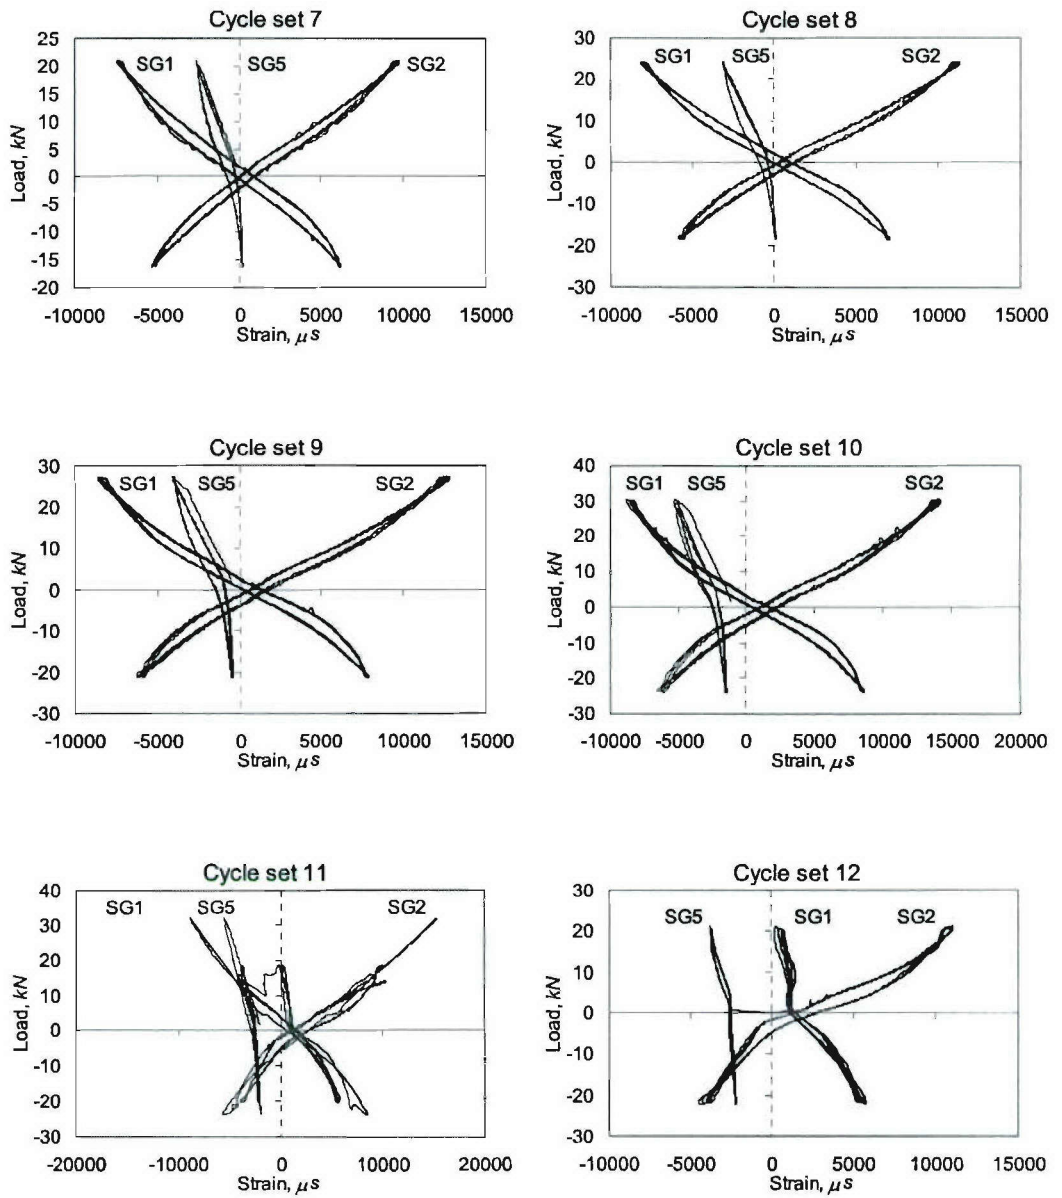 Cycle set 7
25
20
15
10
5
0
-5
-10
-15
-20
Load, kN
SG1
SG5
SG2
-10000 -5000 0 5000 10000 15000
Strain, μs
Cycle set 8
30
20
10
0
-10
-20
-30
Load, kN
SG1
SG5
SG2
-10000 -5000 0 5000 10000 15000
Strain, μs
Cycle set 9
30
20
10
0
-10
-20
-30
Load, kN
SG1
SG5
SG2
-10000 -5000 0 5000 10000 15000
Strain, μs
Cycle set 10
40
30
20
10
0
-10
-20
-30
Load, kN
SG1
SG5
SG2
-10000 -5000 0 5000 10000 15000 20000
Strain, μs
Cycle set 11
40
30
20
10
0
-10
-20
-30
Load, kN
SG1
SG5
SG2
-20000 -10000 0 10000 20000
Strain, μs
Cycle set 12
30
20
10
0
-10
-20
-30
Load, kN
SG5
SG1
SG2
-10000 -5000 0 5000 10000 15000
Strain, μs